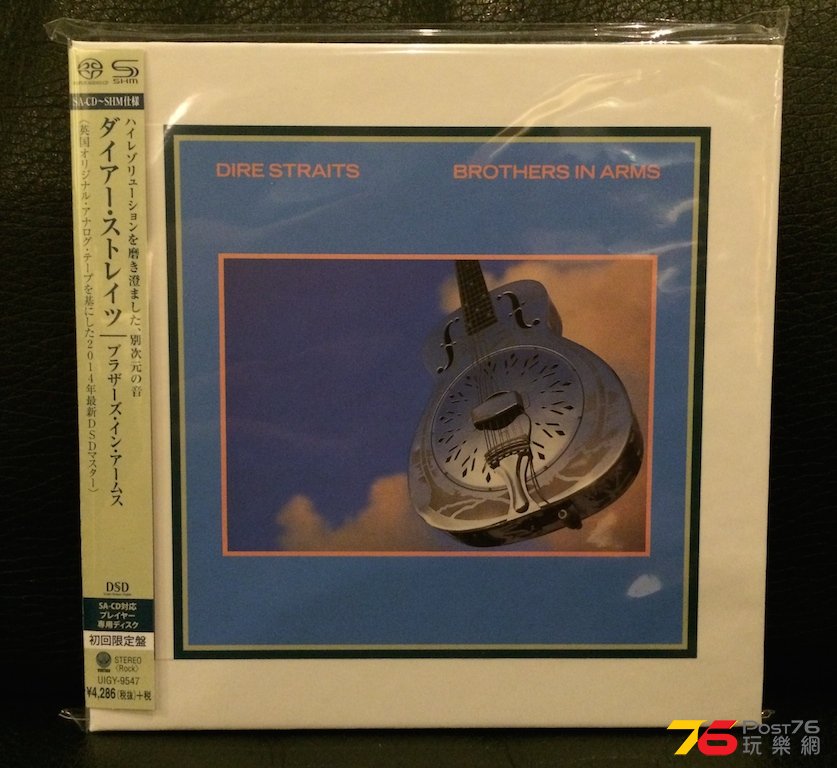 SUPER AUDIO CD
SHM
SA-CD~SHM仕様
ハイレゾリューションを磨き澄ました、別次元の音
ダイアー・ストレイツ
ブラザーズ・イン・アームス
〈英国オリジナル・アナログ・テープを基にした2014年最新DSDマスター〉
DSD
SA-CD対応
プレイヤー
専用ディスク
初回限定盤
STEREO
(Rock)
UIGY-9547
¥4,286(税抜)+税
DIRE STRAITS
BROTHERS IN ARMS
76
POST76
玩樂網